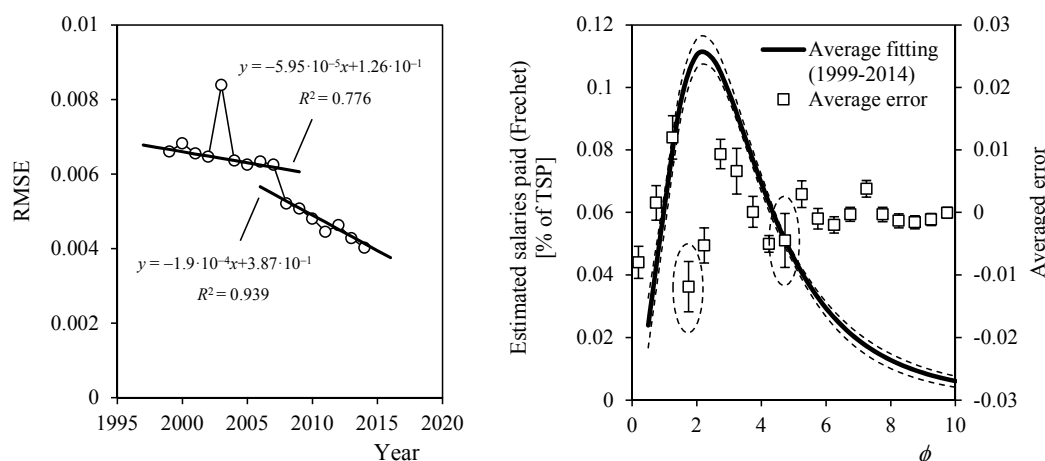 0.01
0.008
0.006
0.004
0.002
0
1995
2000
2005
2010
2015
2020
RMSE
Year
y = –5.95·10⁻⁵x+1.26·10⁻¹
R² = 0.776
y = –1.9·10⁻⁴x+3.87·10⁻¹
R² = 0.939
0.12
0.1
0.08
0.06
0.04
0.02
0
Estimated salaries paid (Frechet)
[% of TSP]
Average fitting
(1999-2014)
Average error
0.03
0.02
0.01
0
-0.01
-0.02
-0.03
Averaged error
0
2
4
6
8
10
ϕ